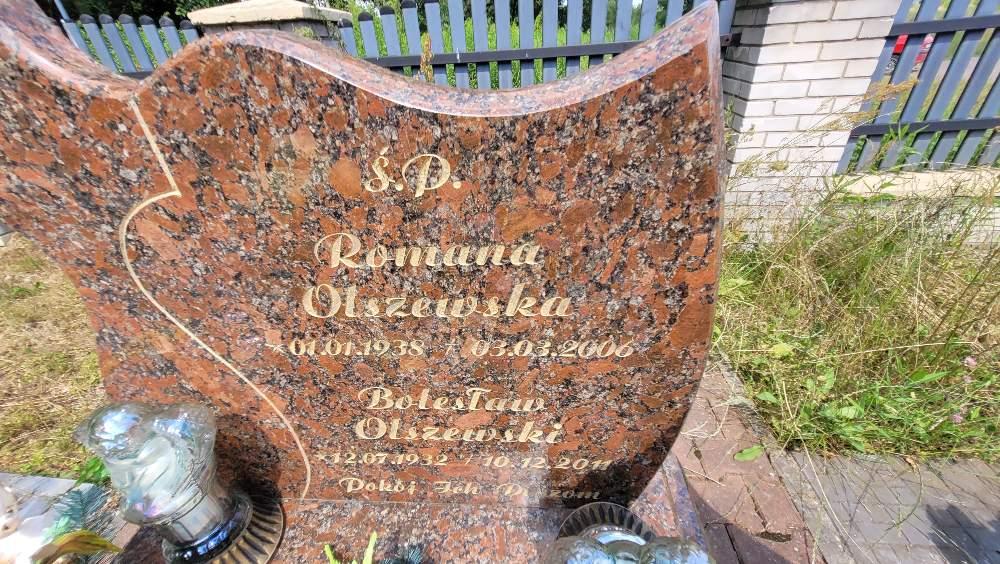 Ś.P.
Romana
Olszewska
*01.01.1938 † 03.03.2006
Bolesław
Olszewski
*12.07.1932 † 10.12.2011
Pokój Ich Duszom